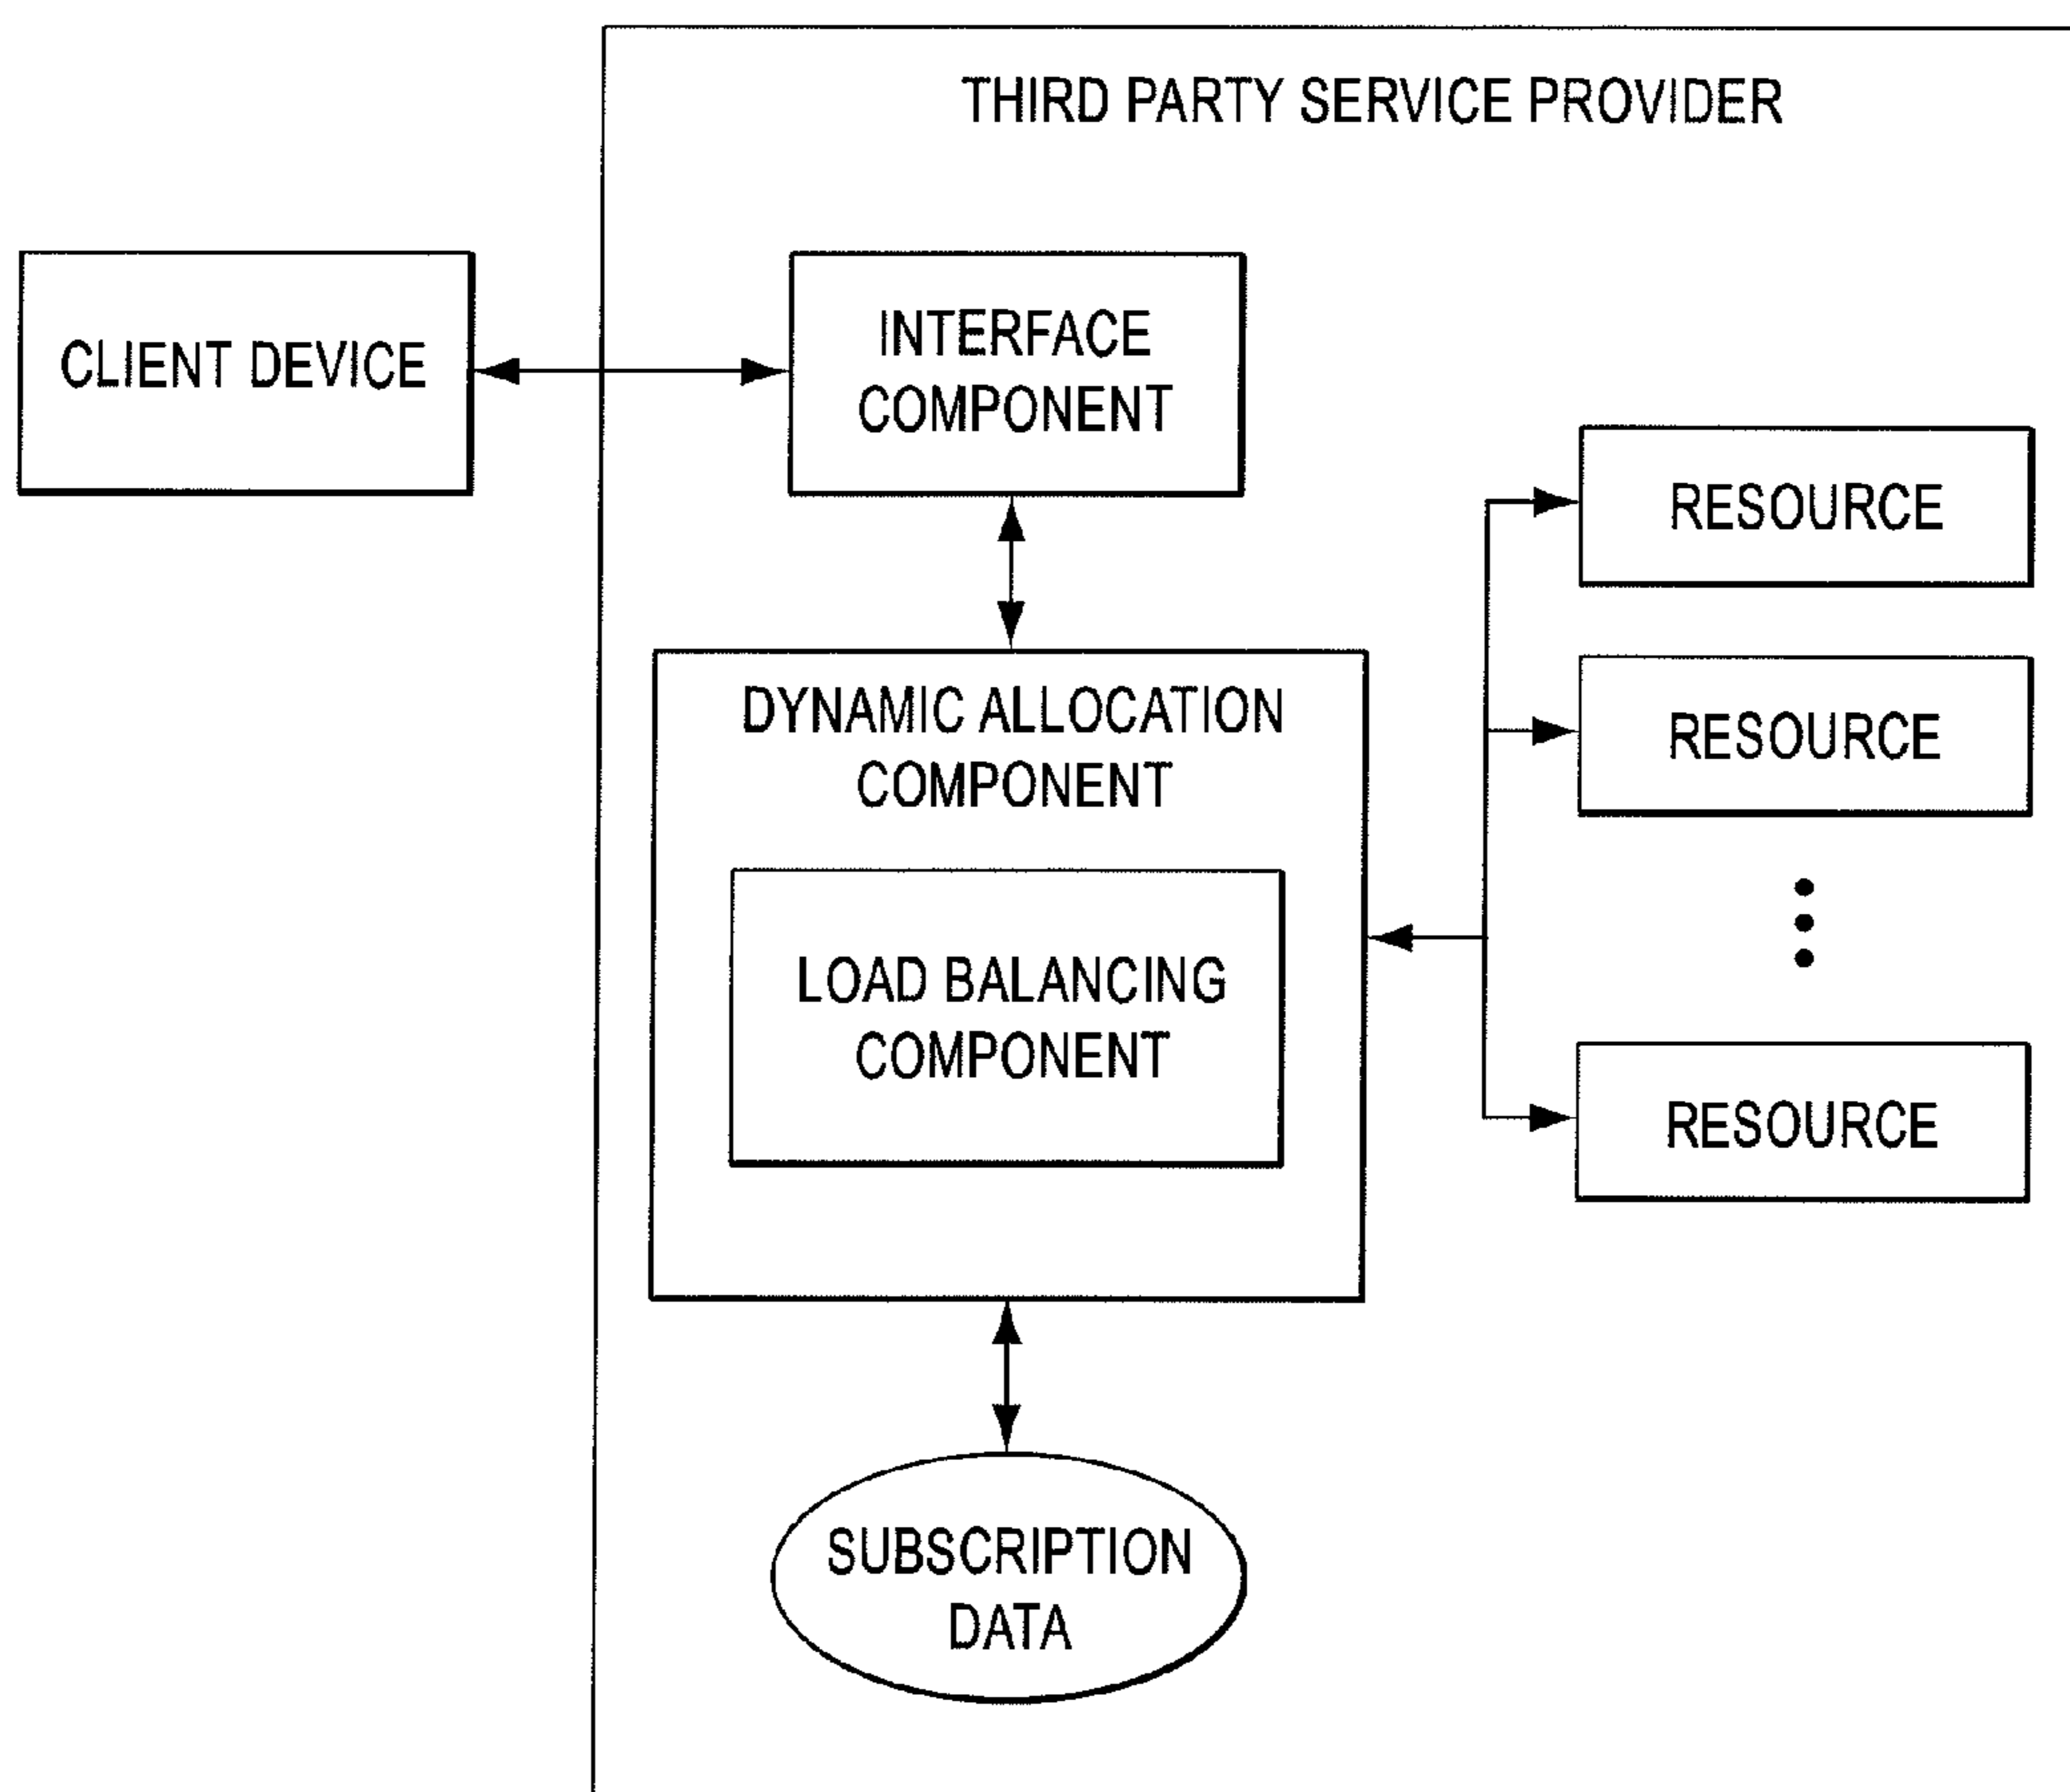 THIRD PARTY SERVICE PROVIDER
CLIENT DEVICE
INTERFACE
COMPONENT
RESOURCE
RESOURCE
RESOURCE
DYNAMIC ALLOCATION
COMPONENT
LOAD BALANCING
COMPONENT
SUBSCRIPTION
DATA